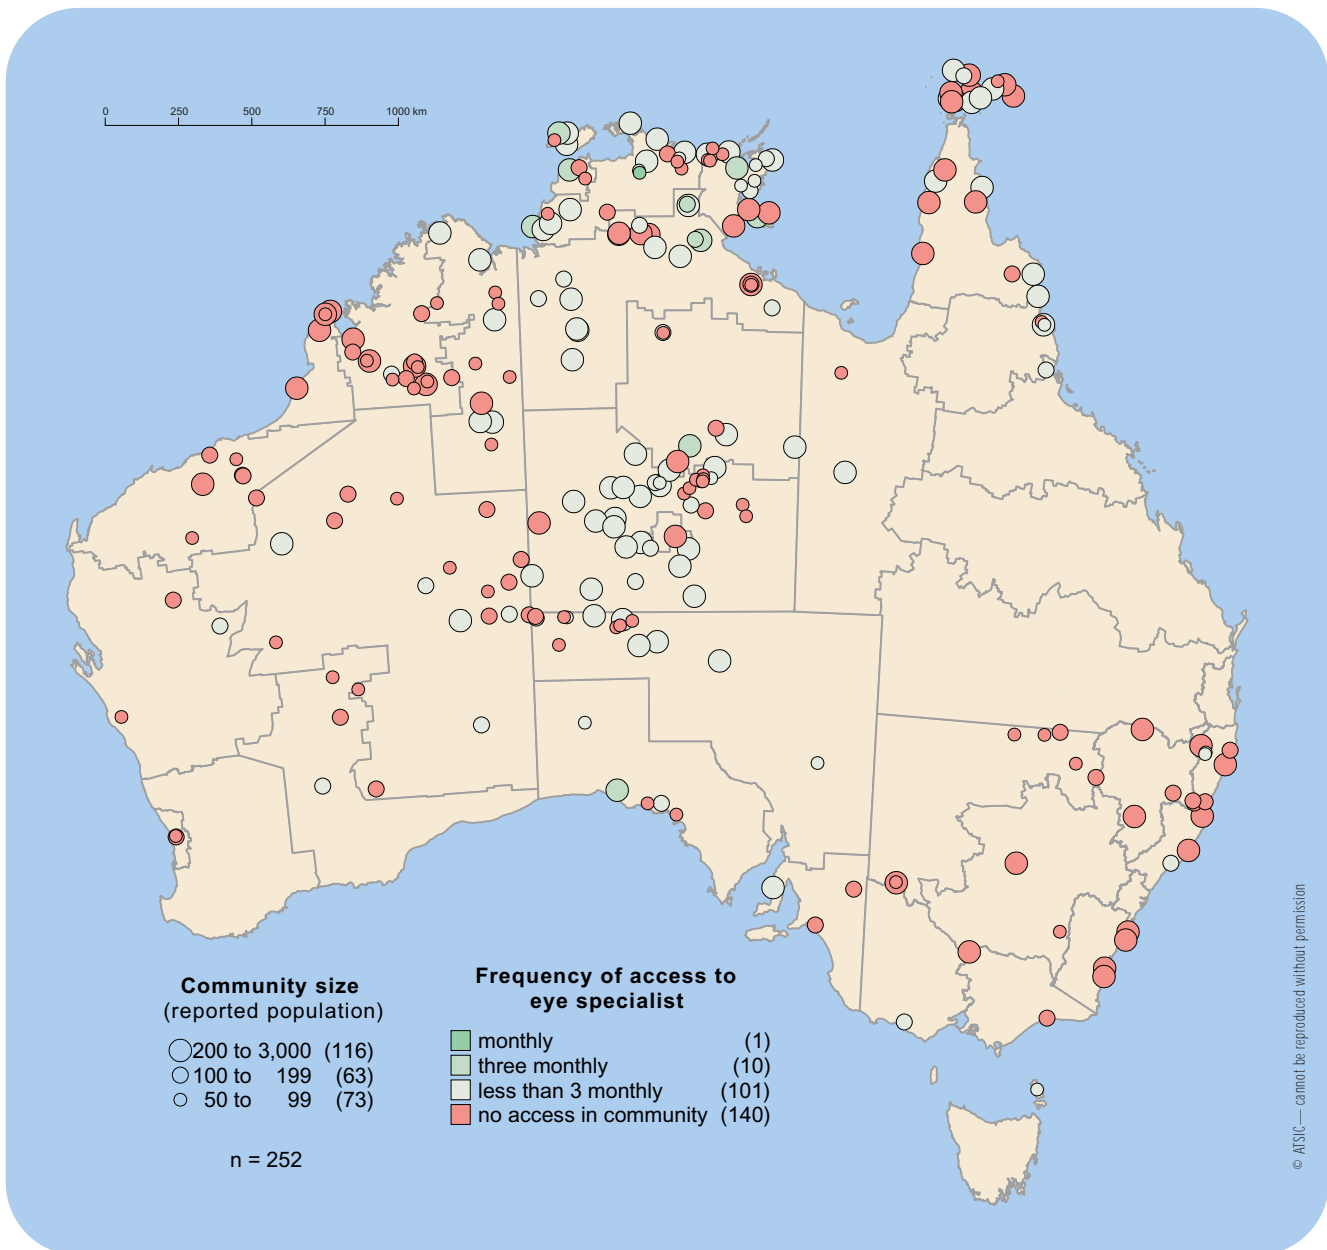 0 250 500 750 1000 km
Community size
(reported population)
200 to 3,000 (116)
100 to 199 (63)
50 to 99 (73)
n = 252
Frequency of access to
eye specialist
monthly (1)
three monthly (10)
less than 3 monthly (101)
no access in community (140)
© ATSIC — cannot be reproduced without permission